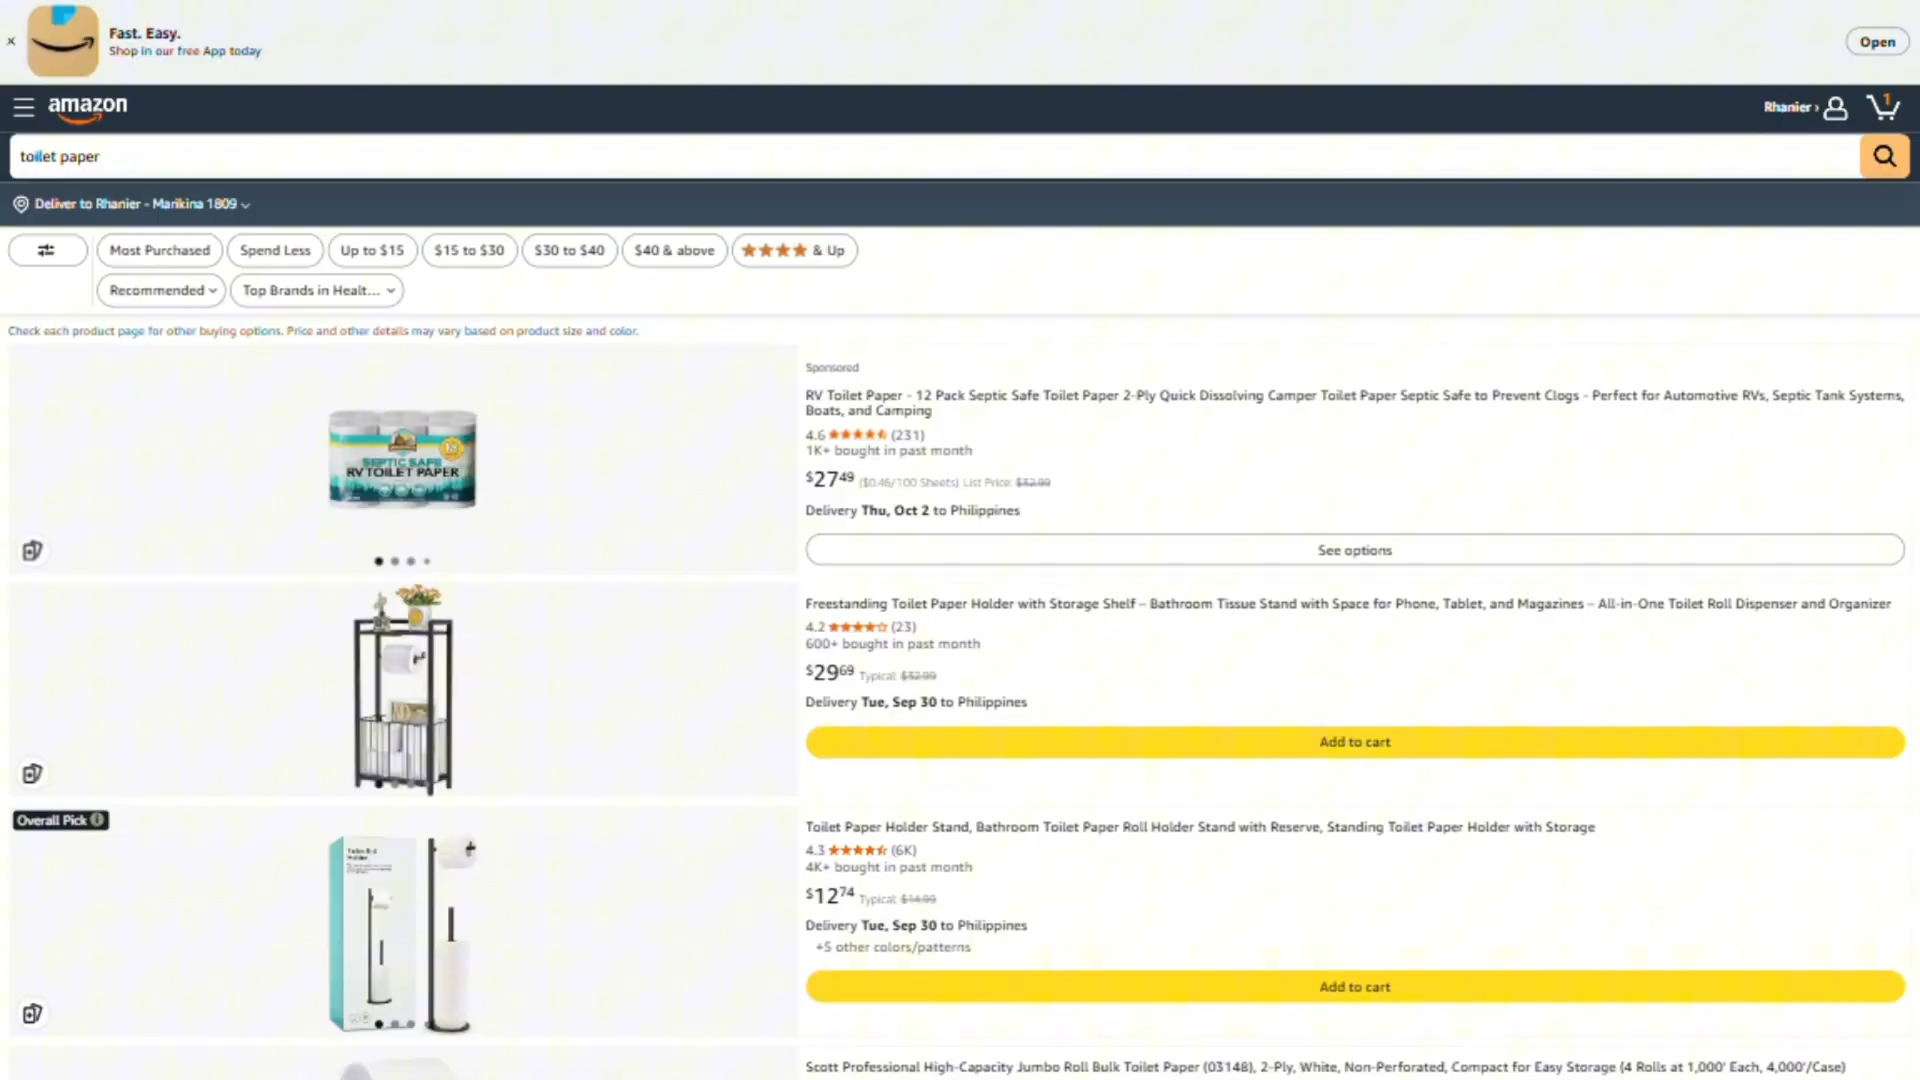 Fast. Easy.
Shop in our free App today
Open
amazon
Rhanier ›
1
toilet paper
Deliver to Rhanier - Marikina 1809
Most Purchased
Spend Less
Up to $15
$15 to $30
$30 to $40
$40 & above
& Up
Recommended
Top Brands in Healt...
Check each product page for other buying options. Price and other details may vary based on product size and color.
Sponsored
RV Toilet Paper - 12 Pack Septic Safe Toilet Paper 2-Ply Quick Dissolving Camper Toilet Paper Septic Safe to Prevent Clogs - Perfect for Automotive RVs, Septic Tank Systems,
Boats, and Camping
4.6 (231)
1K+ bought in past month
$27.49 ($0.46/100 Sheets) List Price: $32.99
Delivery Thu, Oct 2 to Philippines
See options
SEPTIC SAFE
RV TOILET PAPER
Freestanding Toilet Paper Holder with Storage Shelf – Bathroom Tissue Stand with Space for Phone, Tablet, and Magazines – All-in-One Toilet Roll Dispenser and Organizer
4.2 (23)
600+ bought in past month
$29.69 Typical: $32.99
Delivery Tue, Sep 30 to Philippines
Add to cart
Overall Pick
Toilet Paper Holder Stand, Bathroom Toilet Paper Roll Holder Stand with Reserve, Standing Toilet Paper Holder with Storage
4.3 (6K)
4K+ bought in past month
$12.74 Typical: $14.99
Delivery Tue, Sep 30 to Philippines
+5 other colors/patterns
Add to cart
Scott Professional High-Capacity Jumbo Roll Bulk Toilet Paper (03148), 2-Ply, White, Non-Perforated, Compact for Easy Storage (4 Rolls at 1,000' Each, 4,000'/Case)